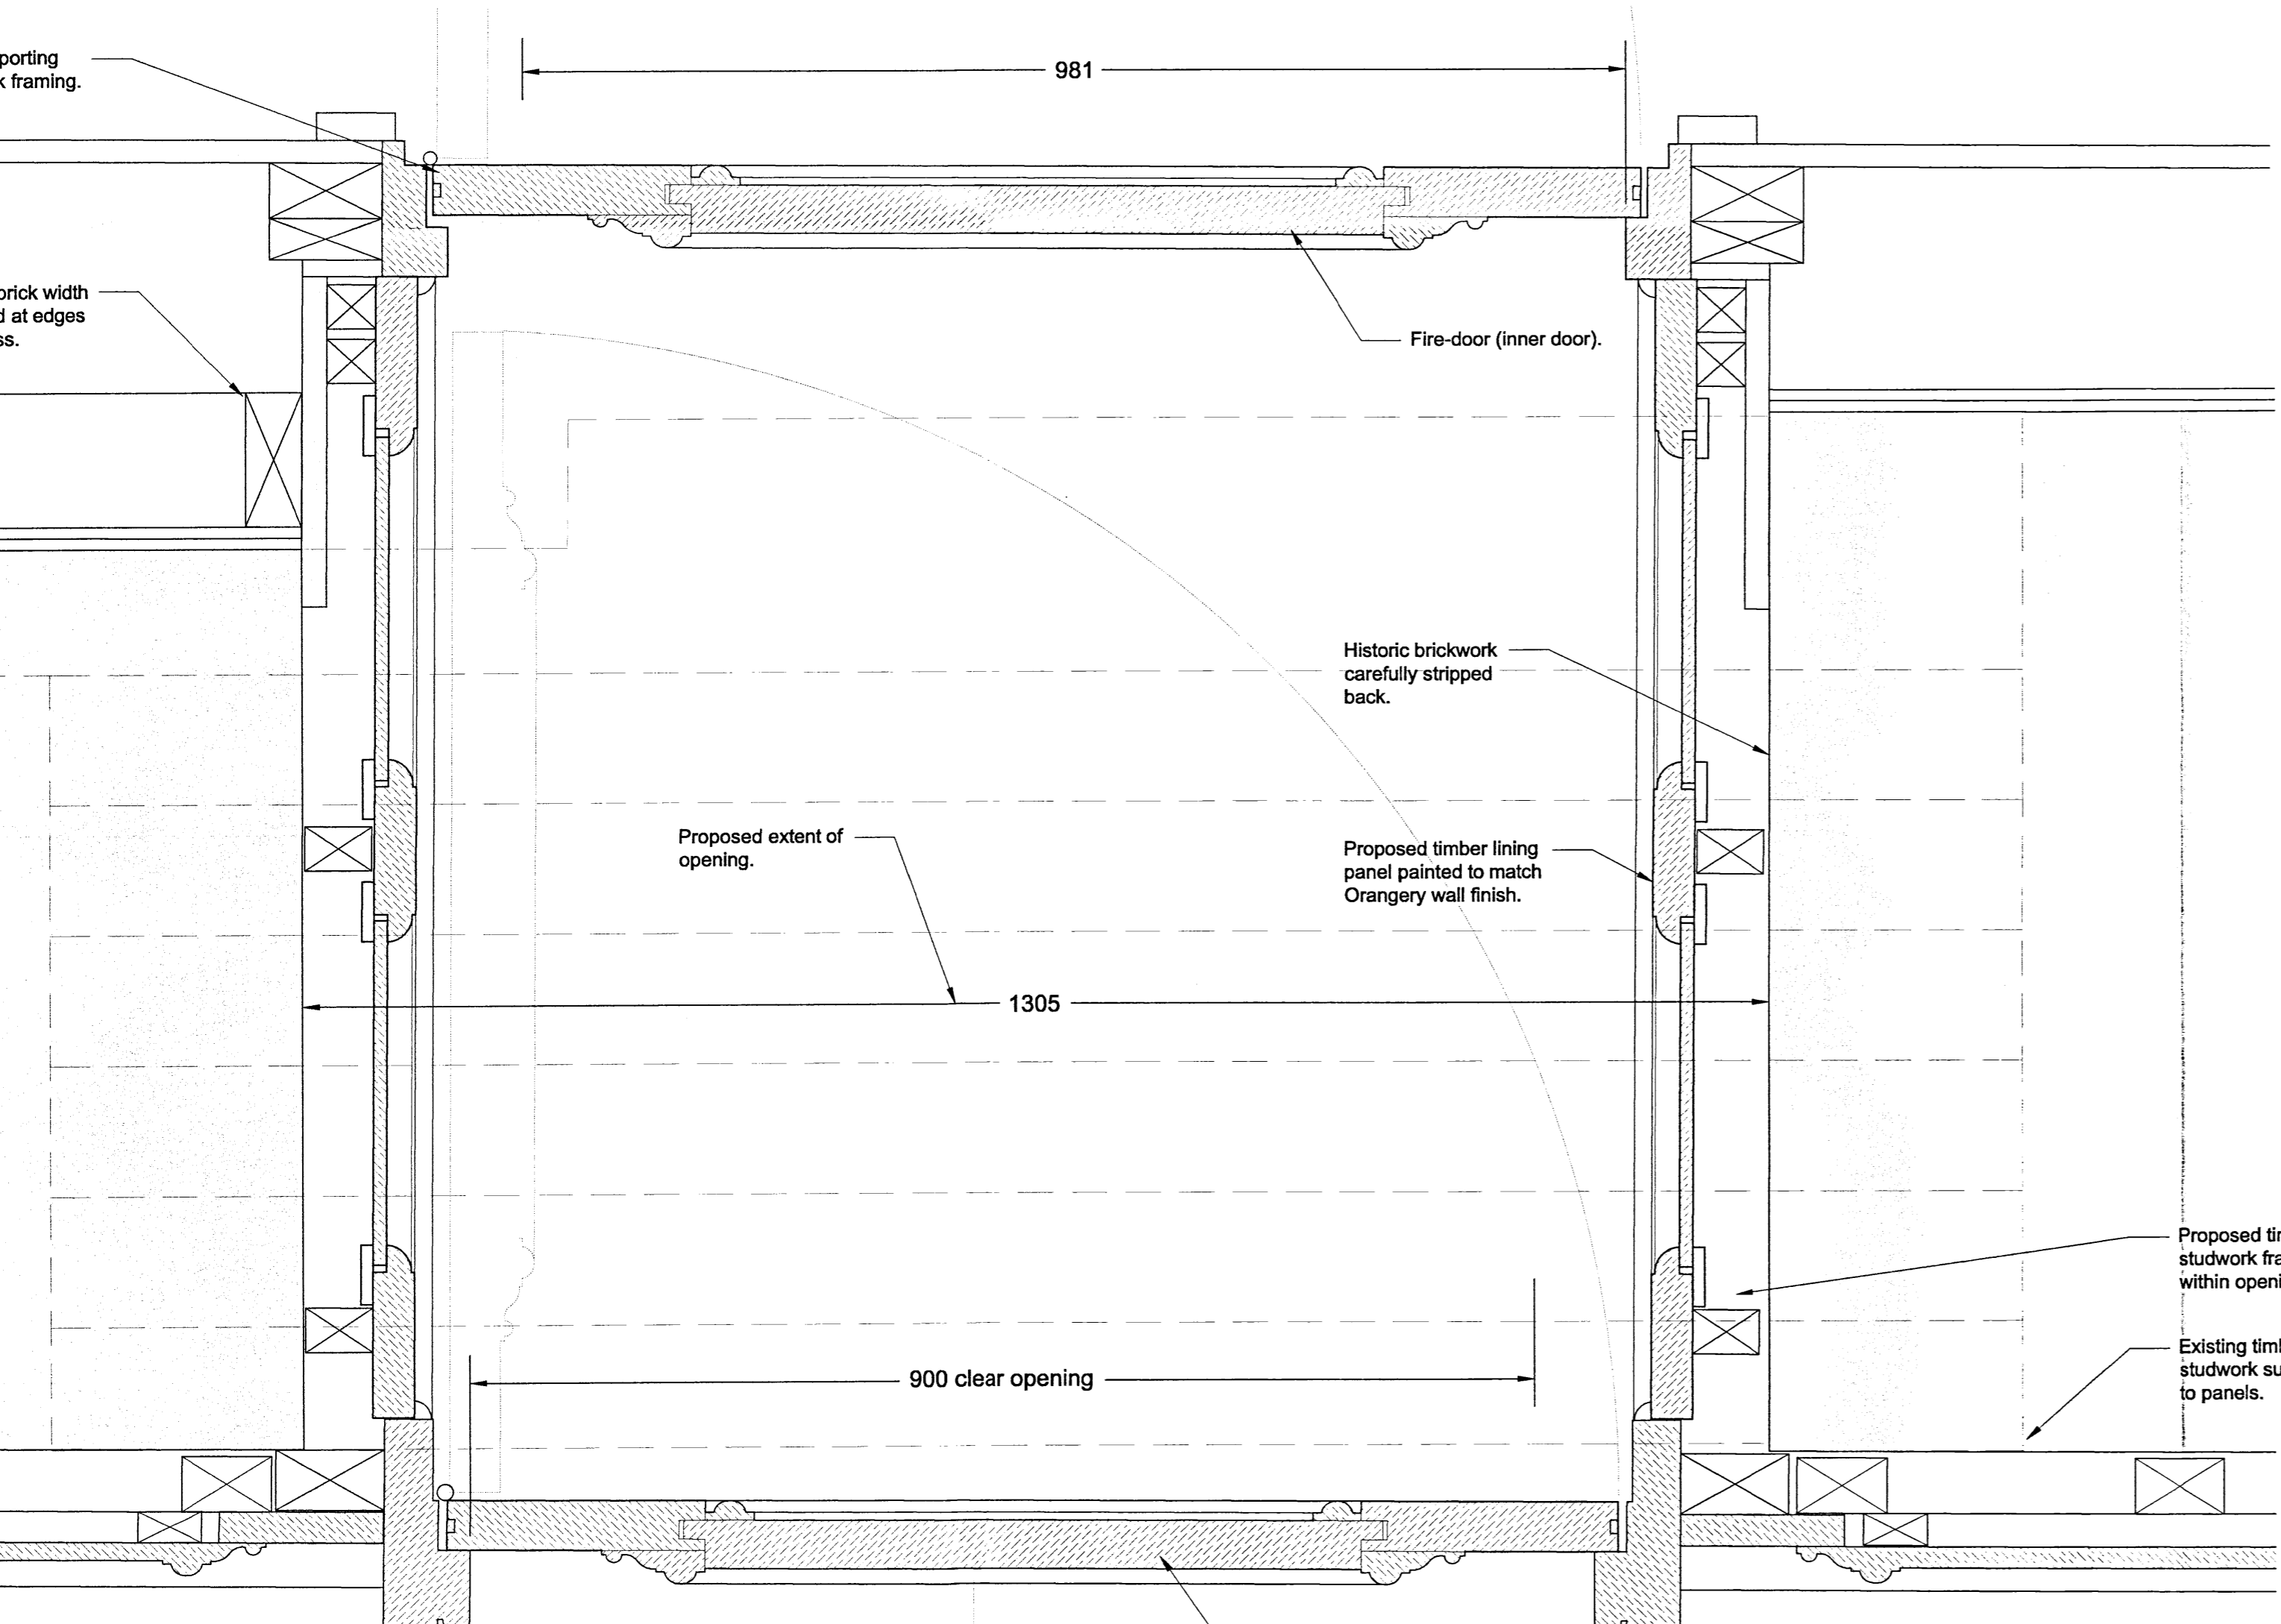 porting
k framing.
981
brick width
d at edges
ss.
Fire-door (inner door).
Historic brickwork
carefully stripped
back.
Proposed extent of
opening.
Proposed timber lining
panel painted to match
Orangery wall finish.
1305
Proposed tim
studwork fra
within openi
900 clear opening
Existing timb
studwork su
to panels.